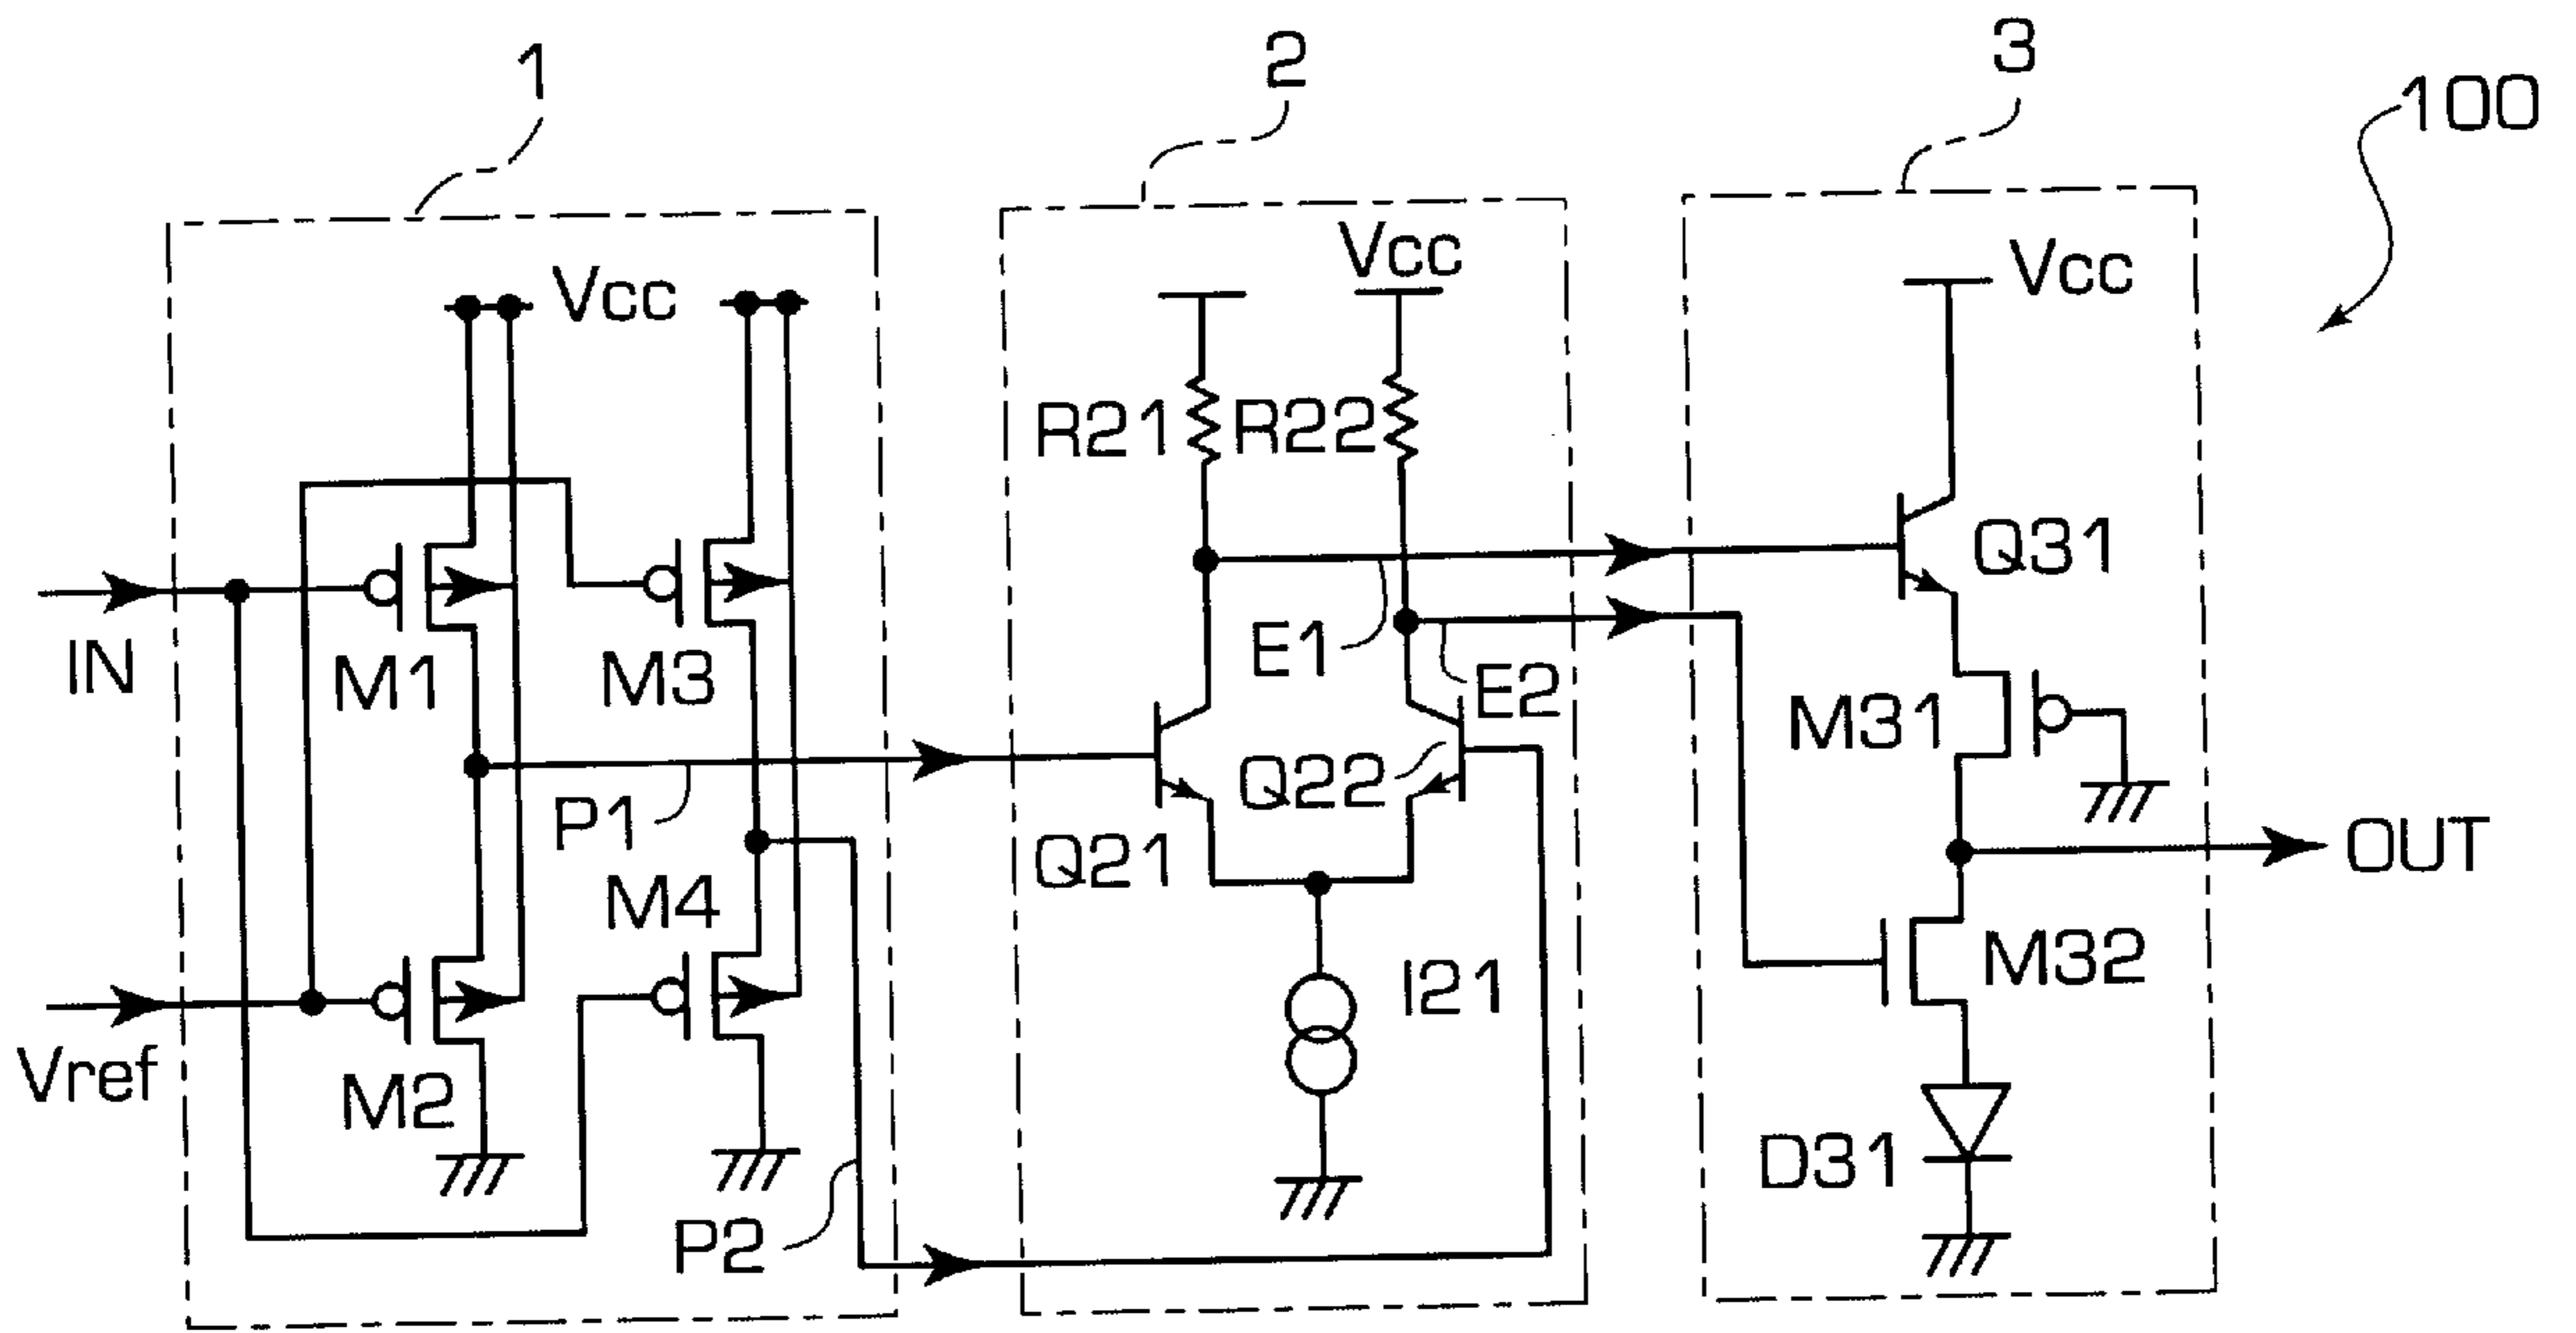 1
2
3
100
Vcc
Vcc
Vcc
R21
R22
Q31
IN
M1
M3
E1
E2
M31
P1
Q22
Q21
OUT
M4
M32
I21
Vref
M2
D31
P2